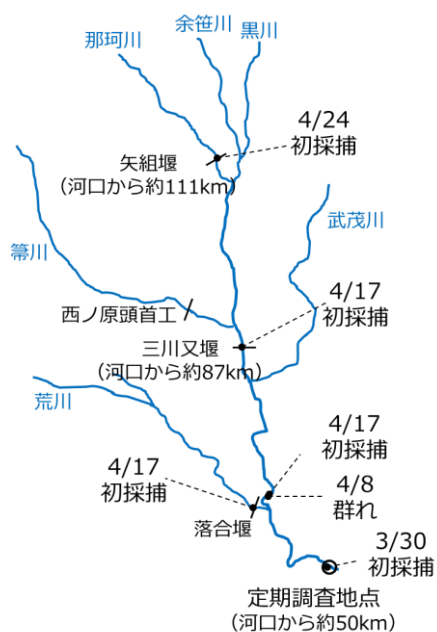 余笹川
黒川
那珂川
4/24
初採捕
矢組堰
（河口から約111km）
武茂川
箒川
4/17
初採捕
西ノ原頭首工
三川又堰
（河口から約87km）
荒川
4/17
初採捕
4/17
初採捕
4/8
群れ
落合堰
3/30
初採捕
定期調査地点
（河口から約50km）